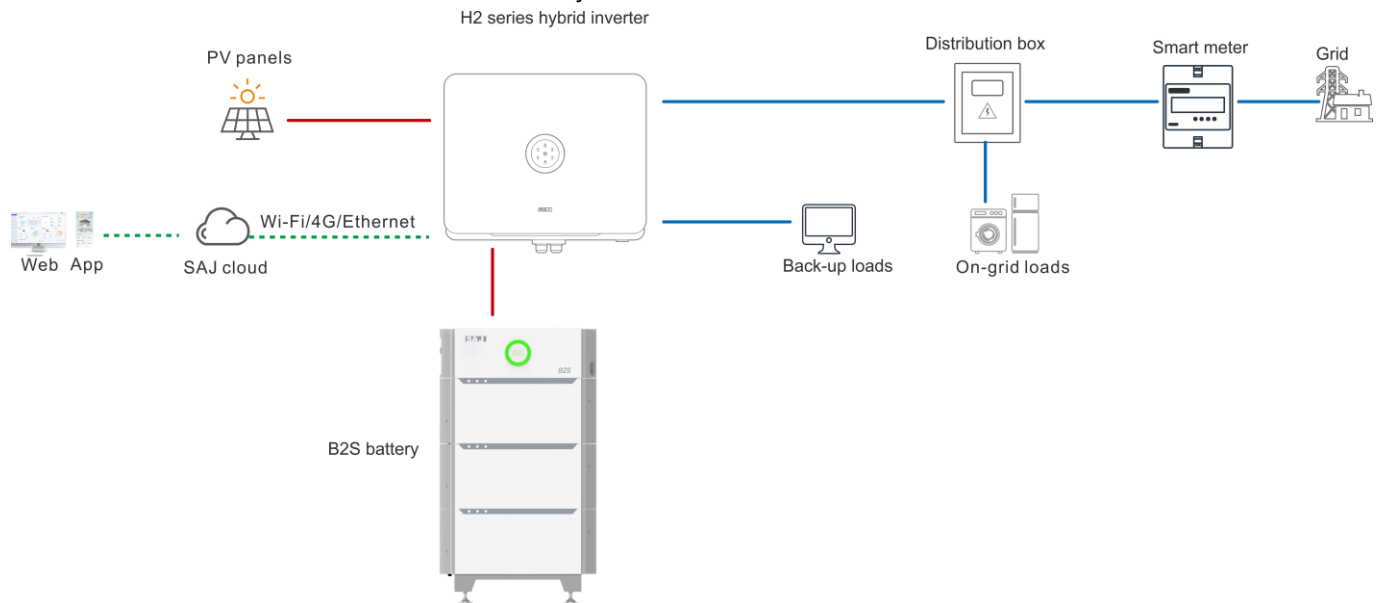 H2 series hybrid inverter
Distribution box
Smart meter
Grid
PV panels
Wi-Fi/4G/Ethernet
Web App
SAJ cloud
Back-up loads
On-grid loads
B2S
B2S battery